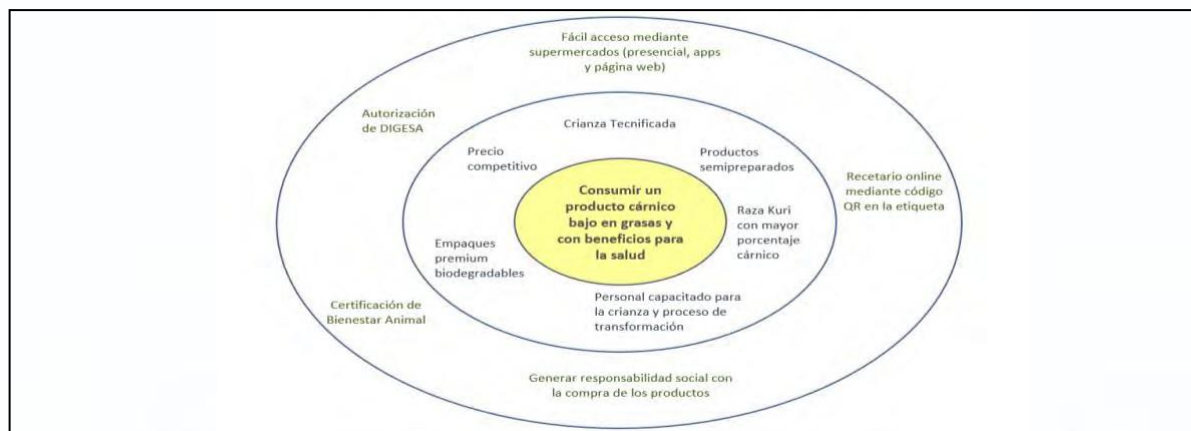 Fácil acceso mediante
supermercados (presencial, apps
y página web)
Autorización
de DIGESA
Crianza Tecnificada
Precio
competitivo
Productos
semipreparados
Recetario online
mediante código
QR en la etiqueta
Consumir un
producto cárnico
bajo en grasas y
con beneficios para
la salud
Raza Kuri
con mayor
porcentaje
cárnico
Empaques
premium
biodegradables
Personal capacitado para
la crianza y proceso de
transformación
Certificación de
Bienestar Animal
Generar responsabilidad social con
la compra de los productos